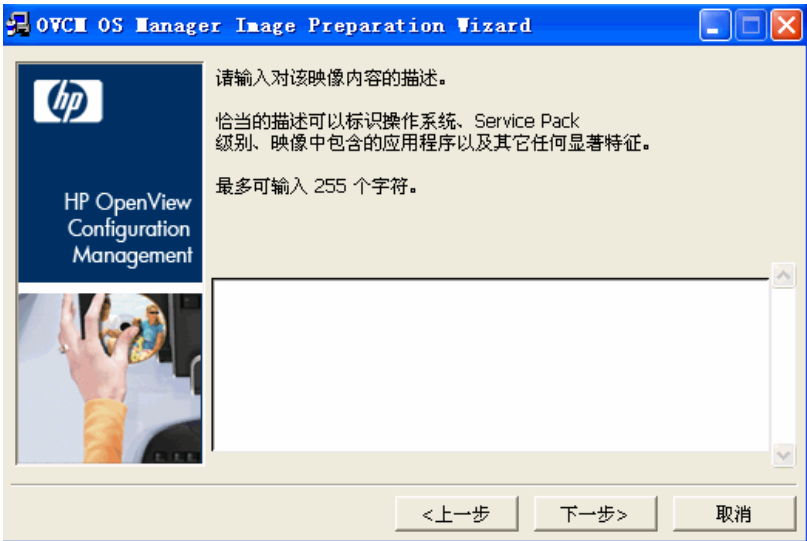 OVCM OS Manager Image Preparation Wizard
hp
HP OpenView
Configuration
Management
请输入对该映像内容的描述。
恰当的描述可以标识操作系统、Service Pack
级别、映像中包含的应用程序以及其它任何显著特征。
最多可输入 255 个字符。
<上一步
下一步>
取消